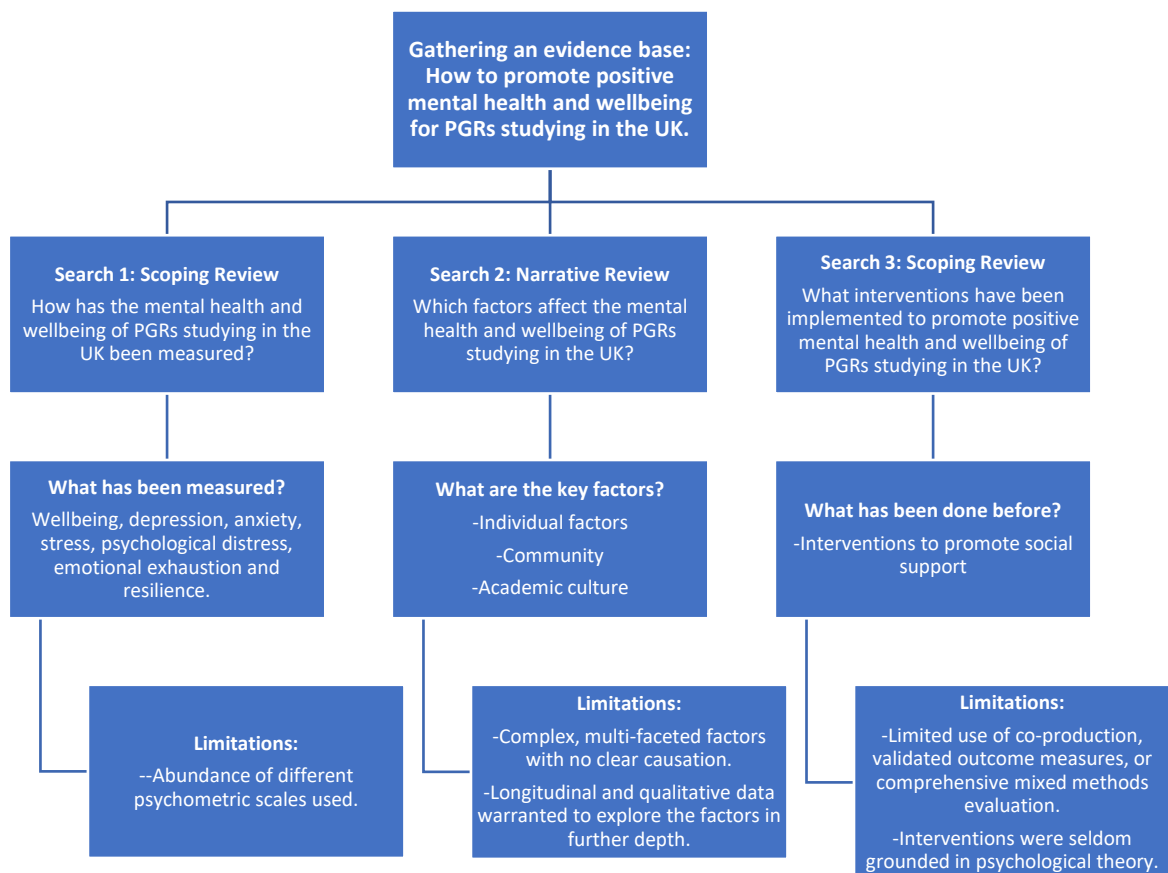 Gathering an evidence base:
How to promote positive
mental health and wellbeing
for PGRs studying in the UK.
Search 1: Scoping Review
How has the mental health and
wellbeing of PGRs studying in the
UK been measured?
Search 2: Narrative Review
Which factors affect the mental
health and wellbeing of PGRs
studying in the UK?
Search 3: Scoping Review
What interventions have been
implemented to promote positive
mental health and wellbeing of
PGRs studying in the UK?
What has been measured?
Wellbeing, depression, anxiety,
stress, psychological distress,
emotional exhaustion and
resilience.
What are the key factors?
-Individual factors
-Community
-Academic culture
What has been done before?
-Interventions to promote social
support
Limitations:
--Abundance of different
psychometric scales used.
Limitations:
-Complex, multi-faceted factors
with no clear causation.
-Longitudinal and qualitative data
warranted to explore the factors in
further depth.
Limitations:
-Limited use of co-production,
validated outcome measures, or
comprehensive mixed methods
evaluation.
-Interventions were seldom
grounded in psychological theory.